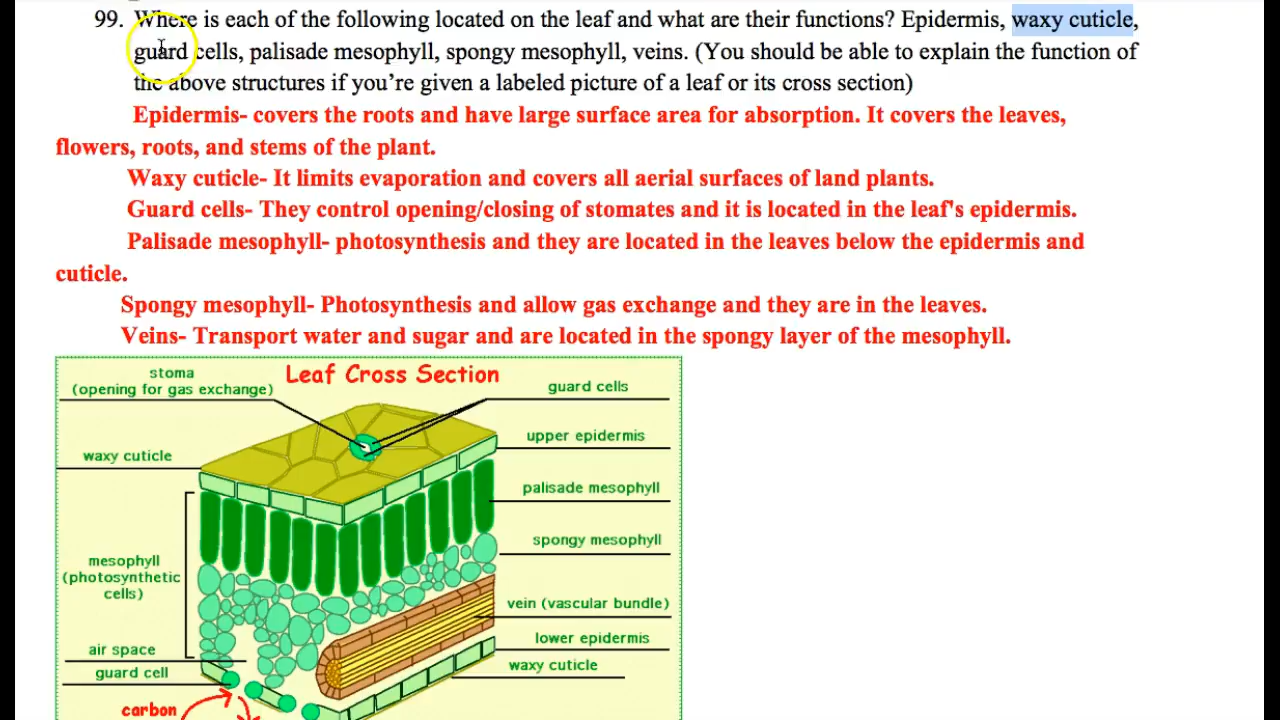 99. Where is each of the following located on the leaf and what are their functions? Epidermis, waxy cuticle,
guard cells, palisade mesophyll, spongy mesophyll, veins. (You should be able to explain the function of
the above structures if you're given a labeled picture of a leaf or its cross section)
Epidermis- covers the roots and have large surface area for absorption. It covers the leaves,
flowers, roots, and stems of the plant.
Waxy cuticle- It limits evaporation and covers all aerial surfaces of land plants.
Guard cells- They control opening/closing of stomates and it is located in the leaf's epidermis.
Palisade mesophyll- photosynthesis and they are located in the leaves below the epidermis and
cuticle.
Spongy mesophyll- Photosynthesis and allow gas exchange and they are in the leaves.
Veins- Transport water and sugar and are located in the spongy layer of the mesophyll.
Leaf Cross Section
stoma
(opening for gas exchange)
guard cells
upper epidermis
waxy cuticle
palisade mesophyll
spongy mesophyll
mesophyll
(photosynthetic
cells)
vein (vascular bundle)
lower epidermis
air space
waxy cuticle
guard cell
carbon